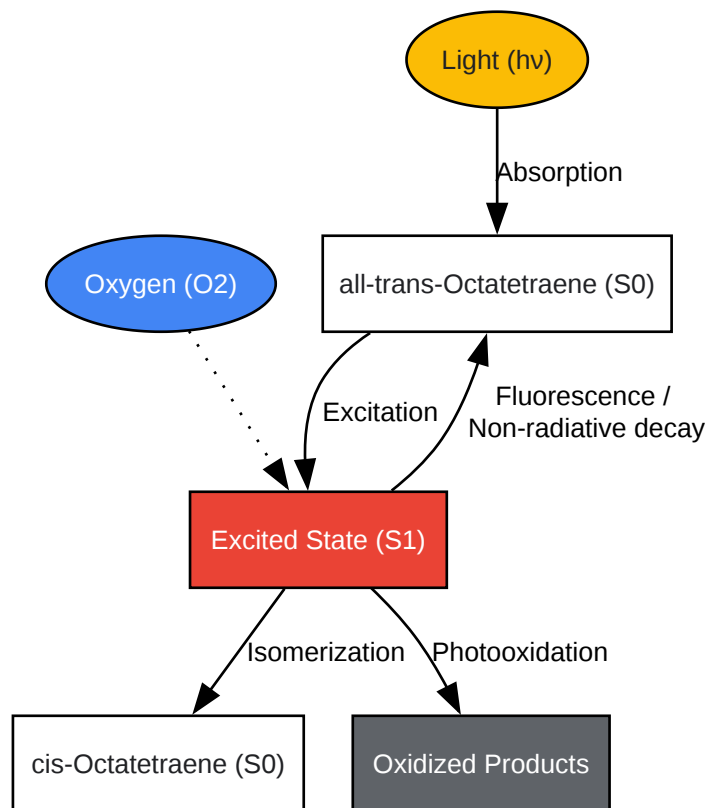 Light (hν)
Absorption
Oxygen (O2)
all-trans-Octatetraene (S0)
Excitation
Fluorescence /
Non-radiative decay
Excited State (S1)
Isomerization
Photooxidation
cis-Octatetraene (S0)
Oxidized Products